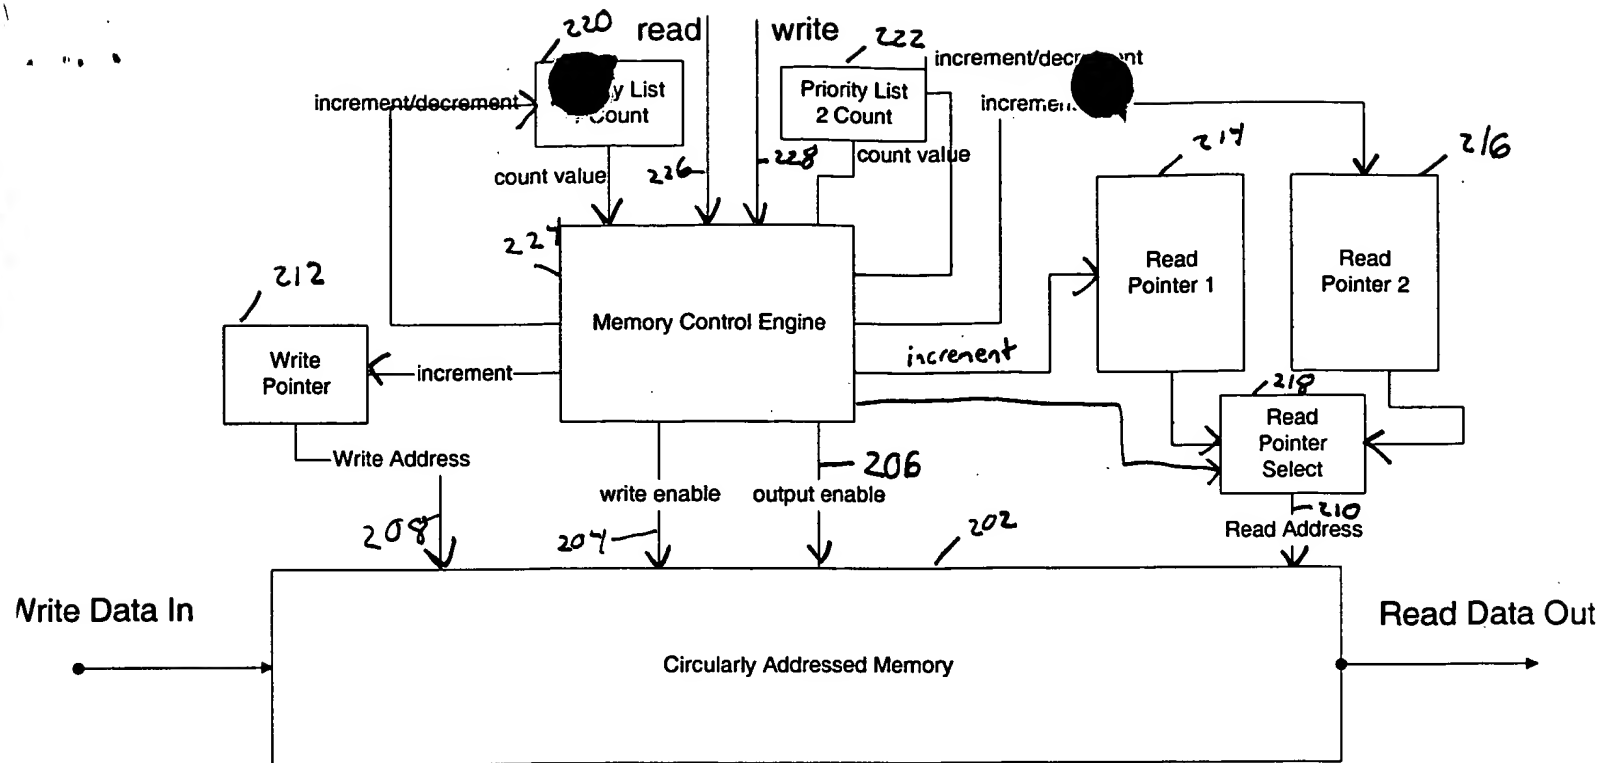 220
read
write
222
increment/decrement
y List
Count
Priority List
2 Count
increment/decrement
count value
226
228
count value
214
216
224
212
Write
Pointer
increment
Memory Control Engine
increment
Read
Pointer 1
Read
Pointer 2
218
Read
Pointer
Select
Write Address
write enable
output enable
206
210
Read Address
208
204
202
Write Data In
Read Data Out
Circularly Addressed Memory